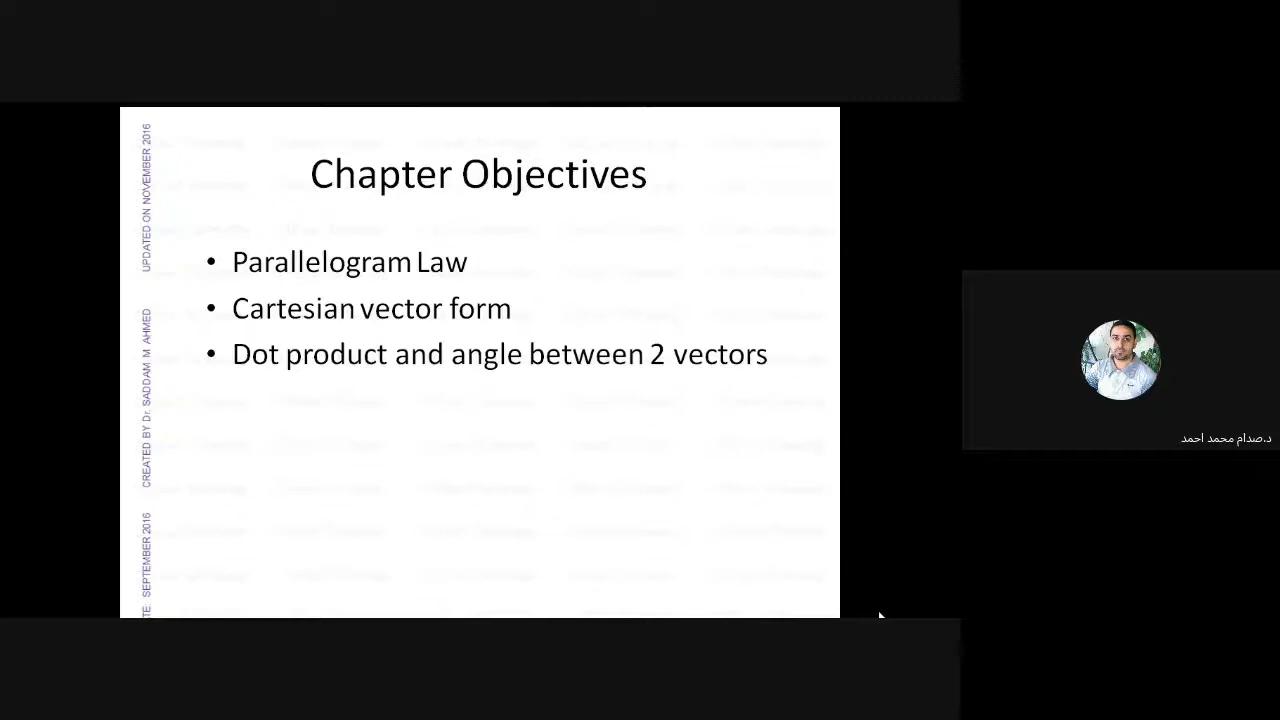 Chapter Objectives
• Parallelogram Law
• Cartesian vector form
• Dot product and angle between 2 vectors
UPDATED ON NOVEMBER 2016
CREATED BY Dr. SADDAM M AHMED
SEPTEMBER 2016
د.صدام محمد احمد